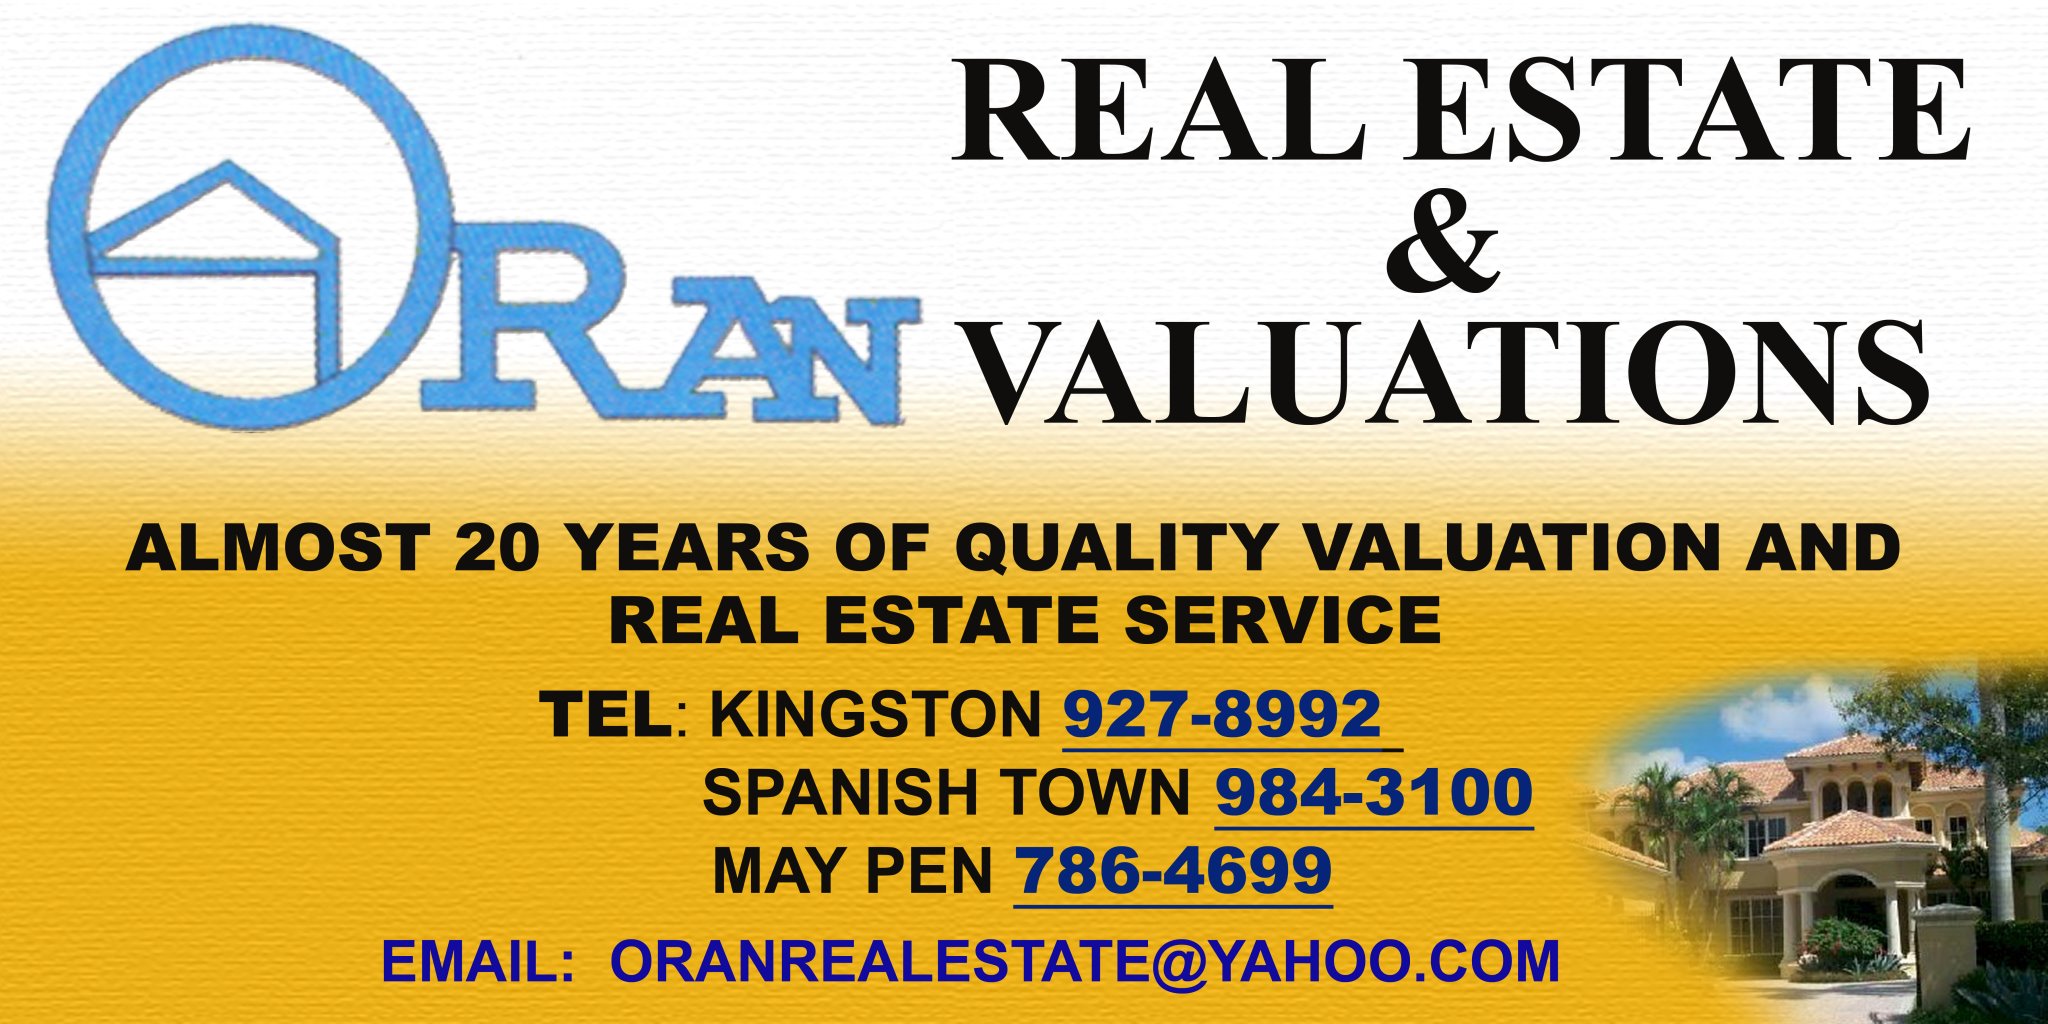 ORAN
REAL ESTATE
&
VALUATIONS
ALMOST 20 YEARS OF QUALITY VALUATION AND
REAL ESTATE SERVICE
TEL: KINGSTON 927-8992
SPANISH TOWN 984-3100
MAY PEN 786-4699
EMAIL: ORANREALESTATE@YAHOO.COM